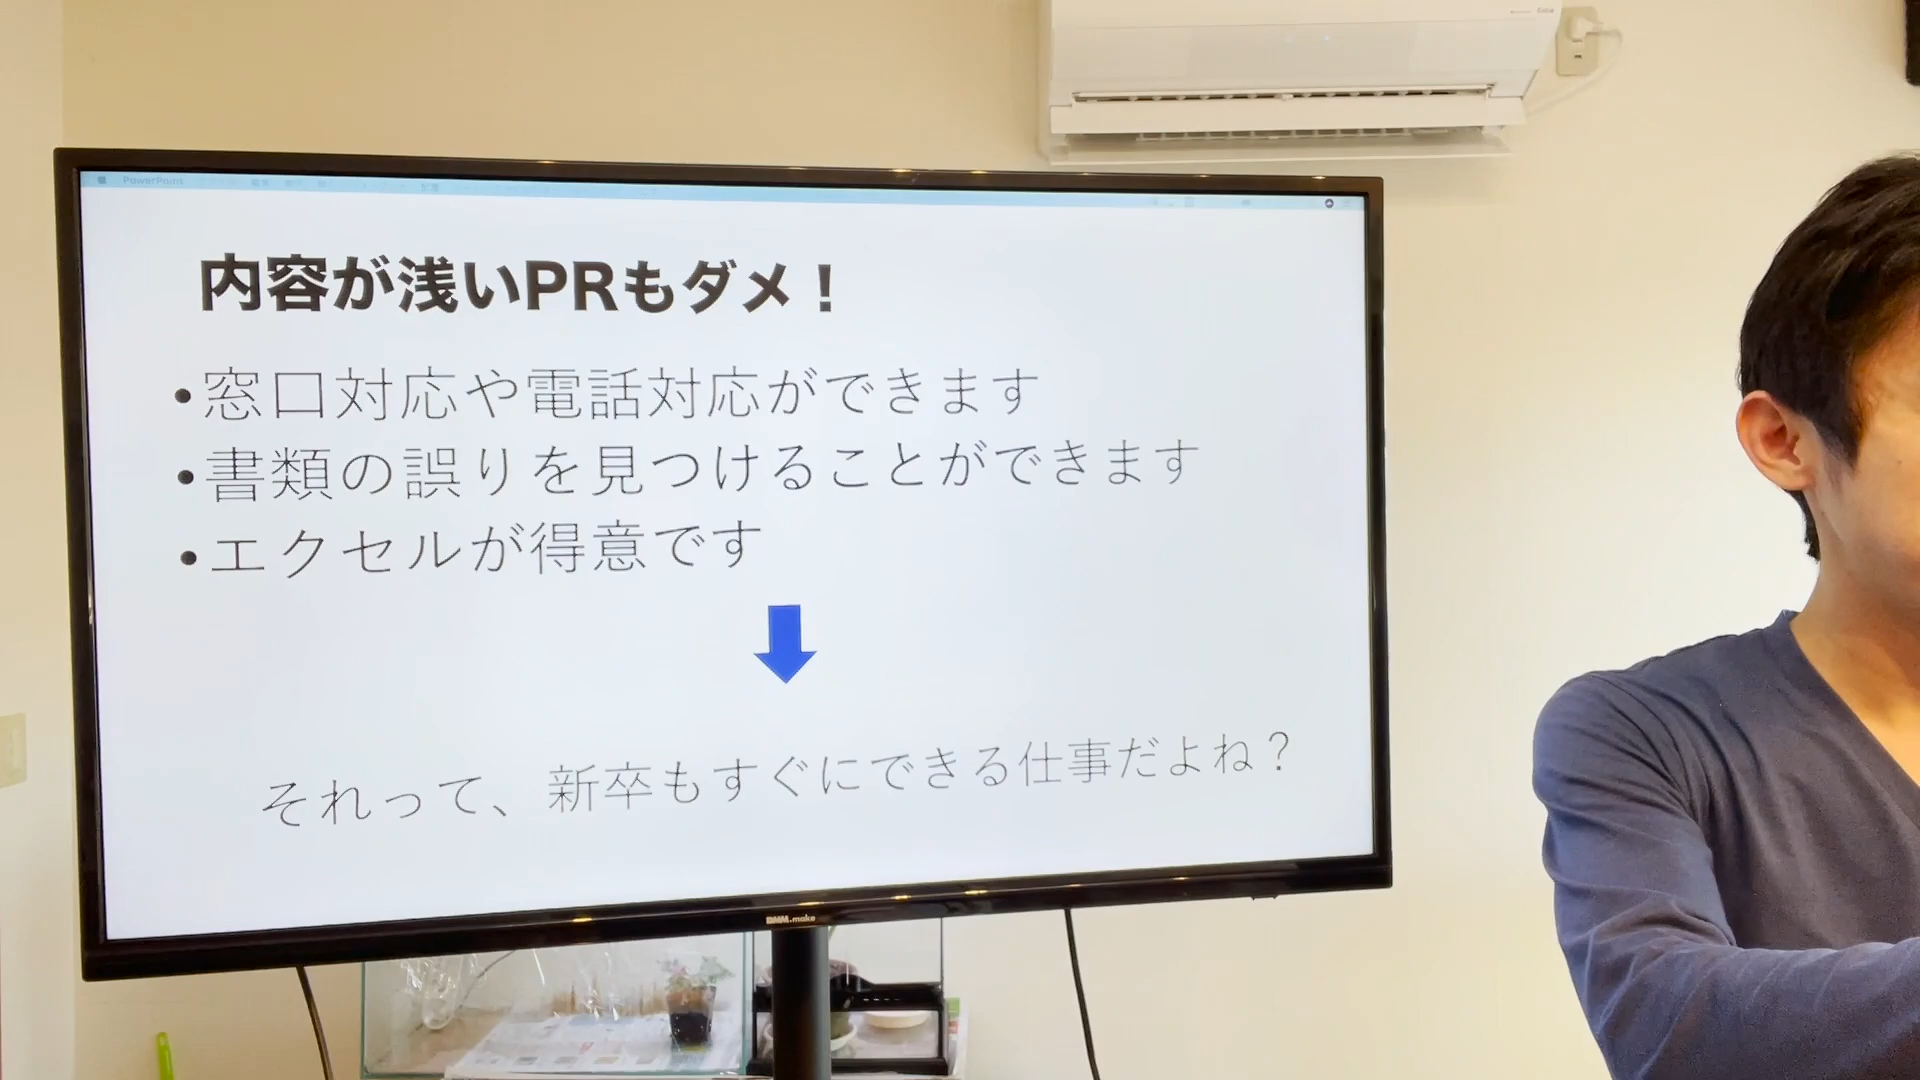 PowerPoint
内容が浅いPRもダメ！
•窓口対応や電話対応ができます
•書類の誤りを見つけることができます
•エクセルが得意です
それって、新卒もすぐにできる仕事だよね？
DMM.make